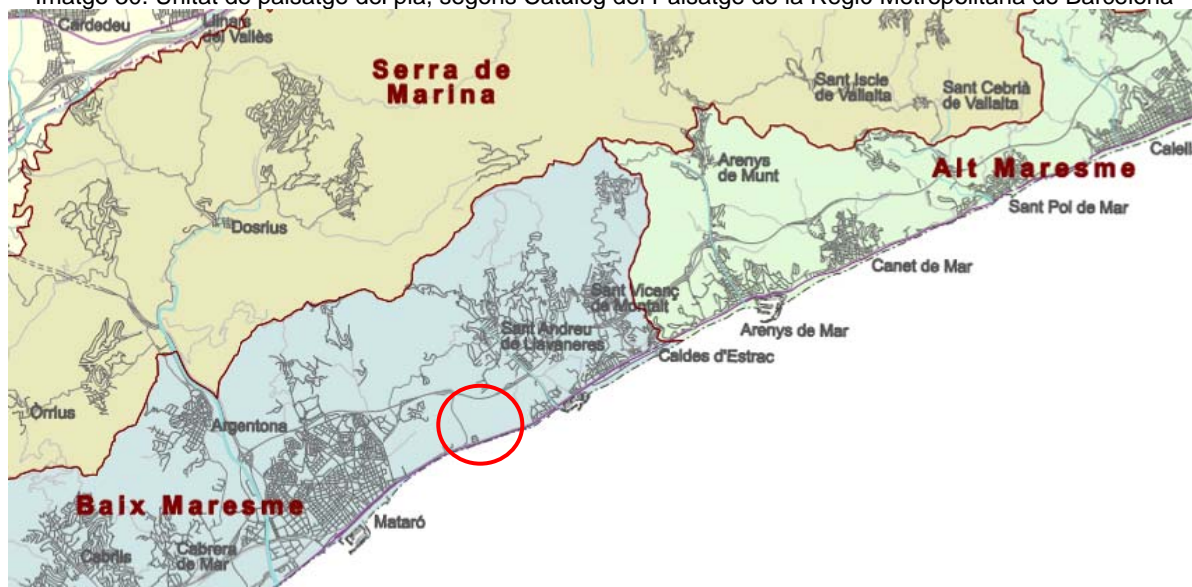 Imatge 30. Unitat de paisatge del pla, segons Catàleg del Paisatge de la Regió Metropolitana de Barcelona
Cardedeu
Llinars
del Vallès
Serra de
Marina
Sant Iscle
de Vallalta
Sant Cebrià
de Vallalta
Calella
Arenys
de Munt
Alt Maresme
Sant Pol de Mar
Dosrius
Canet de Mar
Sant Vicenç
de Montalt
Arenys de Mar
Sant Andreu
de Llavaneres
Caldes d'Estrac
Òrrius
Argentona
Baix Maresme
Mataró
Cabrils
Cabrera
de Mar